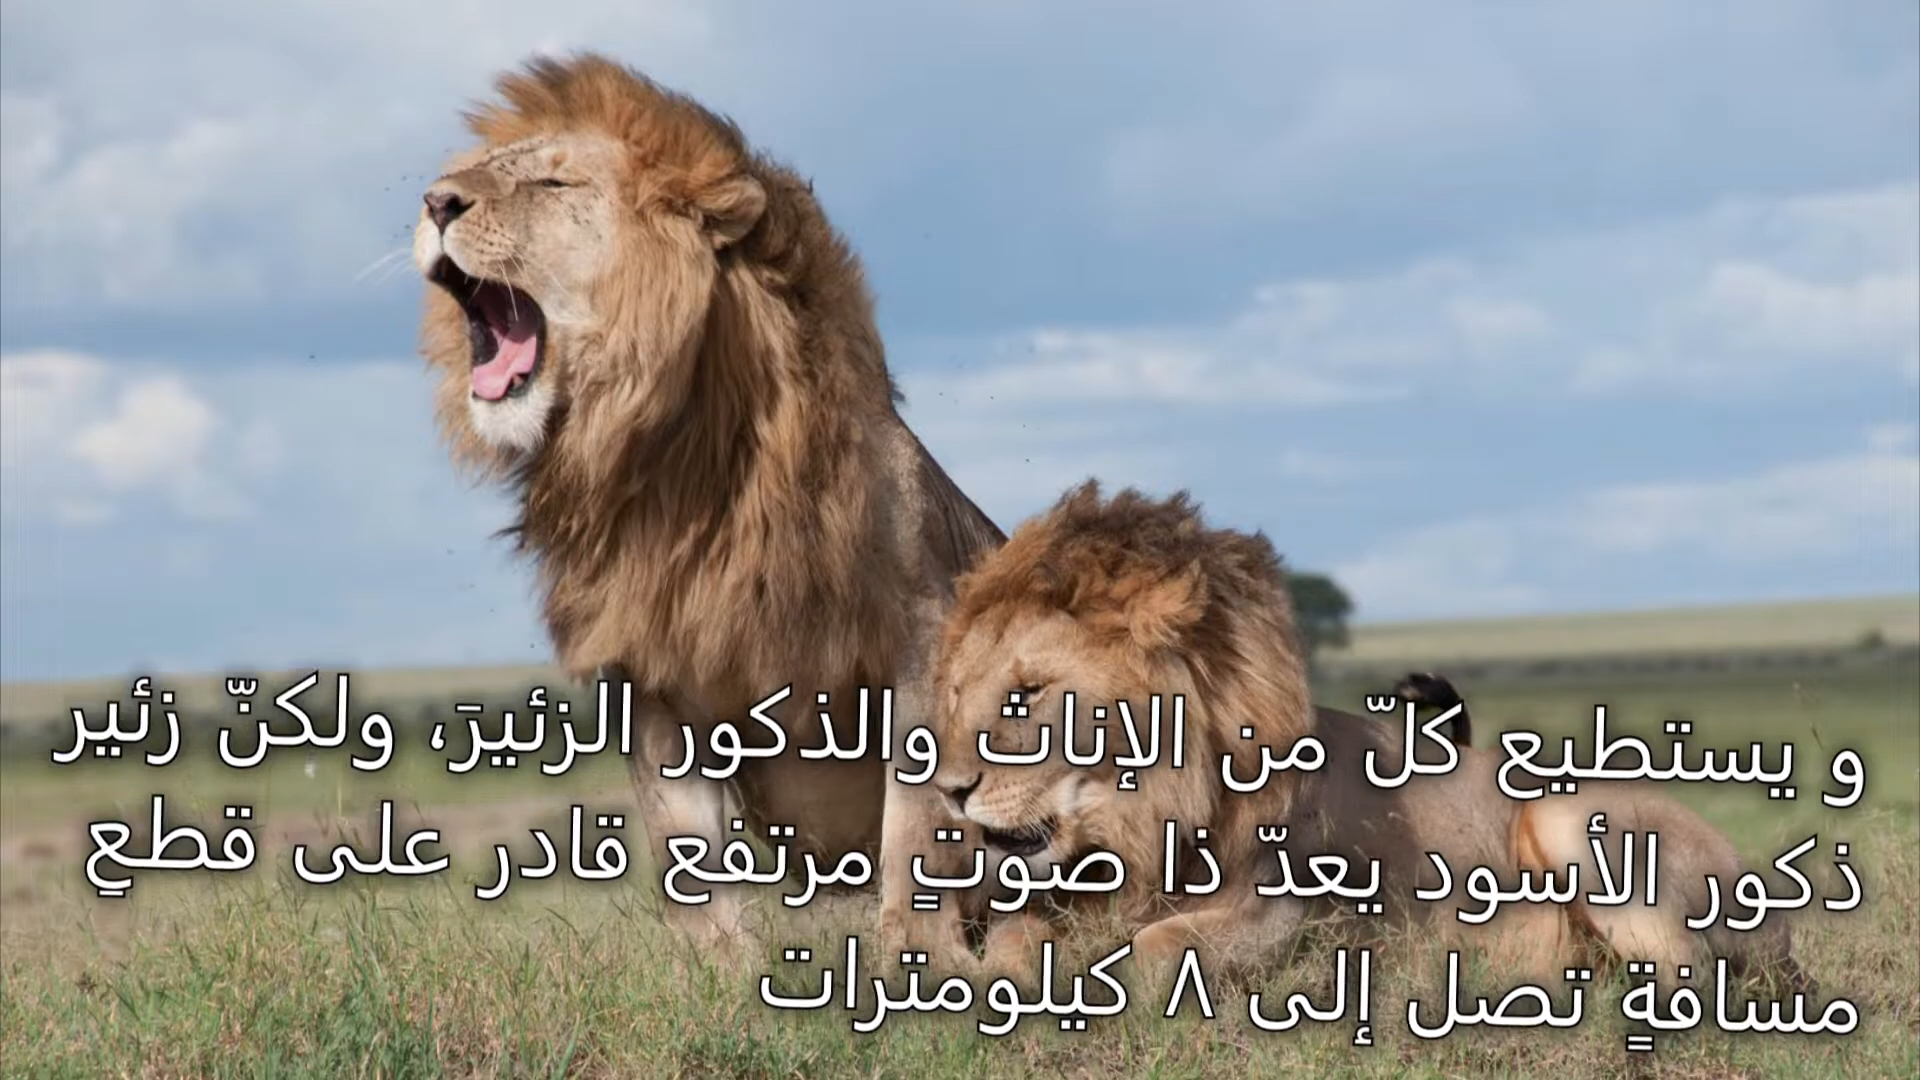 و يستطيع كلّ من الإناث والذكور الزئيرَ، ولكنّ زئير
ذكور الأسود يعدّ ذا صوتٍ مرتفع قادر على قطعِ
مسافةٍ تصل إلى ٨ كيلومترات